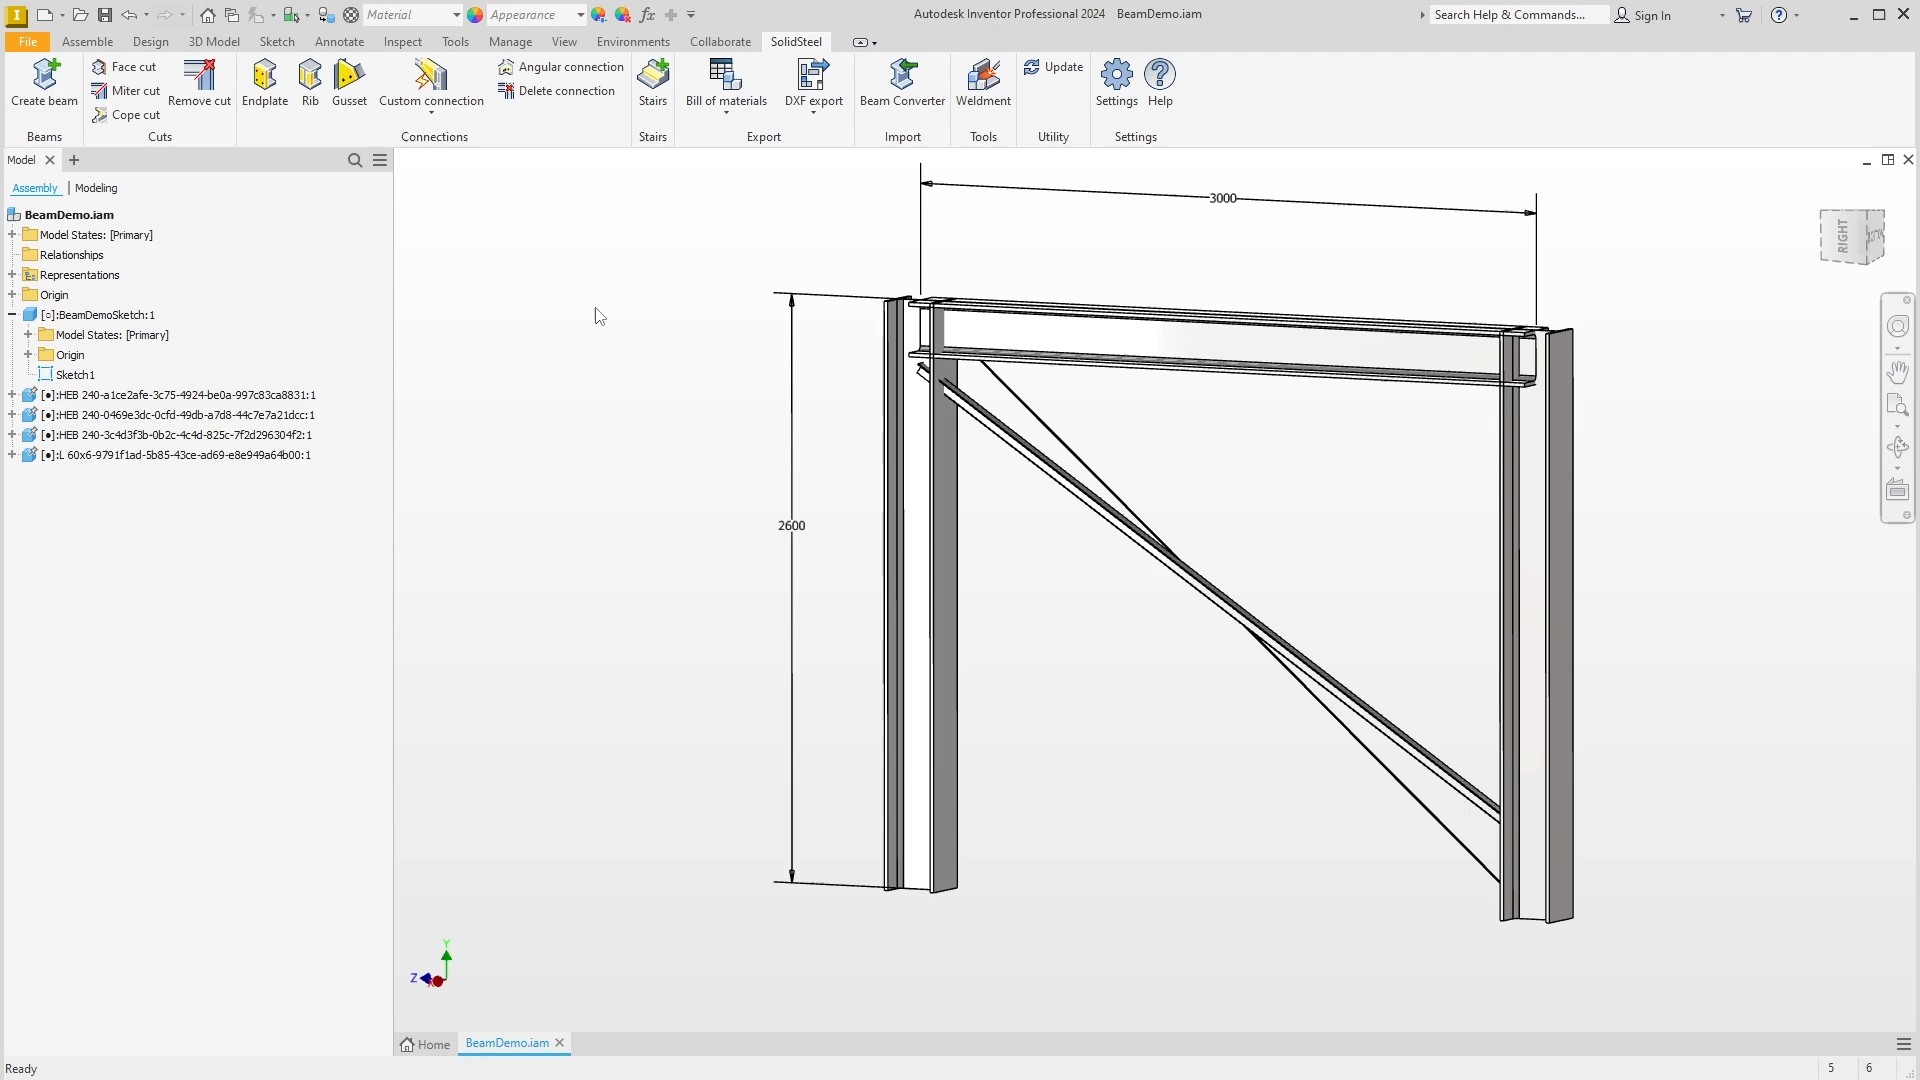 Material
Appearance
fx
Autodesk Inventor Professional 2024 BeamDemo.iam
Search Help & Commands...
Sign In
File Assemble Design 3D Model Sketch Annotate Inspect Tools Manage View Environments Collaborate SolidSteel
Create beam
Face cut
Miter cut
Cope cut
Remove cut
Endplate
Rib
Gusset
Custom connection
Angular connection
Delete connection
Stairs
Bill of materials
DXF export
Beam Converter
Weldment
Update
Settings
Help
Beams Cuts Connections Stairs Export Import Tools Utility Settings
Model
Assembly | Modeling
BeamDemo.iam
Model States: [Primary]
Relationships
Representations
Origin
[○]:BeamDemoSketch:1
Model States: [Primary]
Origin
Sketch1
[●]:HEB 240-a1ce2afe-3c75-4924-be0a-997c83ca8831:1
[●]:HEB 240-0469e3dc-0cfd-49db-a7d8-44c7e7a21dcc:1
[●]:HEB 240-3c4d3f3b-0b2c-4c4d-825c-7f2d296304f2:1
[●]:L 60x6-9791f1ad-5b85-43ce-ad69-e8e949a64b00:1
3000
RIGHT
2600
Y
Z
Home
BeamDemo.iam
Ready
5 6